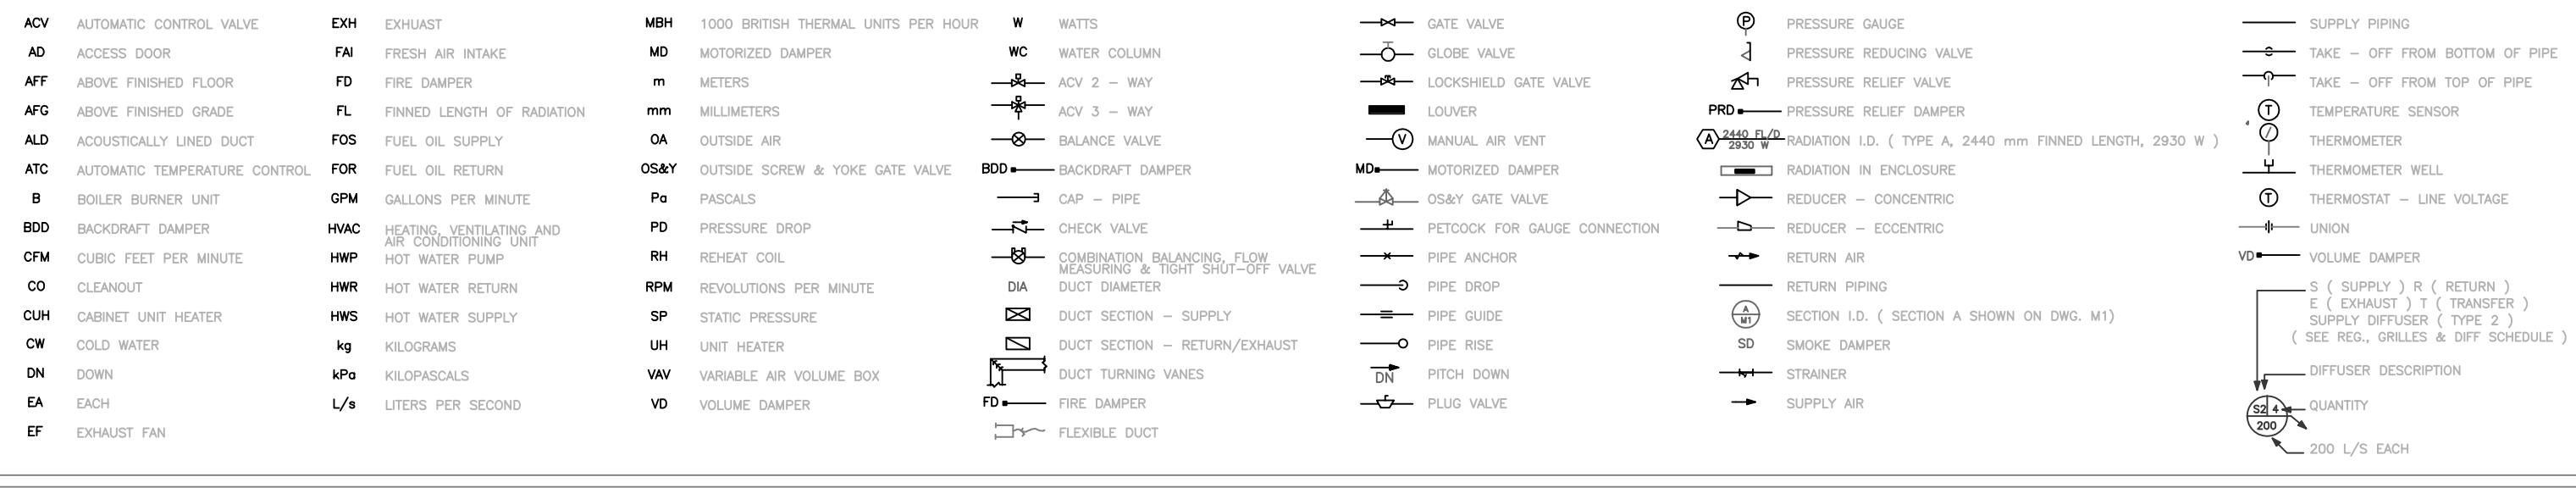 ACV AUTOMATIC CONTROL VALVE
AD ACCESS DOOR
AFF ABOVE FINISHED FLOOR
AFG ABOVE FINISHED GRADE
ALD ACOUSTICALLY LINED DUCT
ATC AUTOMATIC TEMPERATURE CONTROL
B BOILER BURNER UNIT
BDD BACKDRAFT DAMPER
CFM CUBIC FEET PER MINUTE
CO CLEANOUT
CUH CABINET UNIT HEATER
CW COLD WATER
DN DOWN
EA EACH
EF EXHAUST FAN
EXH EXHUAST
FAI FRESH AIR INTAKE
FD FIRE DAMPER
FL FINNED LENGTH OF RADIATION
FOS FUEL OIL SUPPLY
FOR FUEL OIL RETURN
GPM GALLONS PER MINUTE
HVAC HEATING, VENTILATING AND
AIR CONDITIONING UNIT
HWP HOT WATER PUMP
HWR HOT WATER RETURN
HWS HOT WATER SUPPLY
kg KILOGRAMS
kPa KILOPASCALS
L/s LITERS PER SECOND
MBH 1000 BRITISH THERMAL UNITS PER HOUR
MD MOTORIZED DAMPER
m METERS
mm MILLIMETERS
OA OUTSIDE AIR
OS&Y OUTSIDE SCREW & YOKE GATE VALVE
Pa PASCALS
PD PRESSURE DROP
RH REHEAT COIL
RPM REVOLUTIONS PER MINUTE
SP STATIC PRESSURE
UH UNIT HEATER
VAV VARIABLE AIR VOLUME BOX
VD VOLUME DAMPER
W WATTS
WC WATER COLUMN
ACV 2 - WAY
ACV 3 - WAY
BALANCE VALVE
BDD BACKDRAFT DAMPER
CAP - PIPE
CHECK VALVE
COMBINATION BALANCING, FLOW
MEASURING & TIGHT SHUT-OFF VALVE
DIA DUCT DIAMETER
DUCT SECTION - SUPPLY
DUCT SECTION - RETURN/EXHAUST
DUCT TURNING VANES
FD FIRE DAMPER
FLEXIBLE DUCT
GATE VALVE
GLOBE VALVE
LOCKSHIELD GATE VALVE
LOUVER
V MANUAL AIR VENT
MD MOTORIZED DAMPER
OS&Y GATE VALVE
PETCOCK FOR GAUGE CONNECTION
PIPE ANCHOR
PIPE DROP
PIPE GUIDE
PIPE RISE
DN PITCH DOWN
PLUG VALVE
P PRESSURE GAUGE
PRESSURE REDUCING VALVE
PRESSURE RELIEF VALVE
PRD PRESSURE RELIEF DAMPER
A 2440 FL/D RADIATION I.D. ( TYPE A, 2440 mm FINNED LENGTH, 2930 W )
2930 W
RADIATION IN ENCLOSURE
REDUCER - CONCENTRIC
REDUCER - ECCENTRIC
RETURN AIR
RETURN PIPING
A
M1 SECTION I.D. ( SECTION A SHOWN ON DWG. M1)
SD SMOKE DAMPER
STRAINER
SUPPLY AIR
SUPPLY PIPING
TAKE - OFF FROM BOTTOM OF PIPE
TAKE - OFF FROM TOP OF PIPE
T TEMPERATURE SENSOR
THERMOMETER
THERMOMETER WELL
T THERMOSTAT - LINE VOLTAGE
UNION
VD VOLUME DAMPER
S ( SUPPLY ) R ( RETURN )
E ( EXHAUST ) T ( TRANSFER )
SUPPLY DIFFUSER ( TYPE 2 )
( SEE REG., GRILLES & DIFF SCHEDULE )
DIFFUSER DESCRIPTION
S2 4 QUANTITY
200
200 L/S EACH